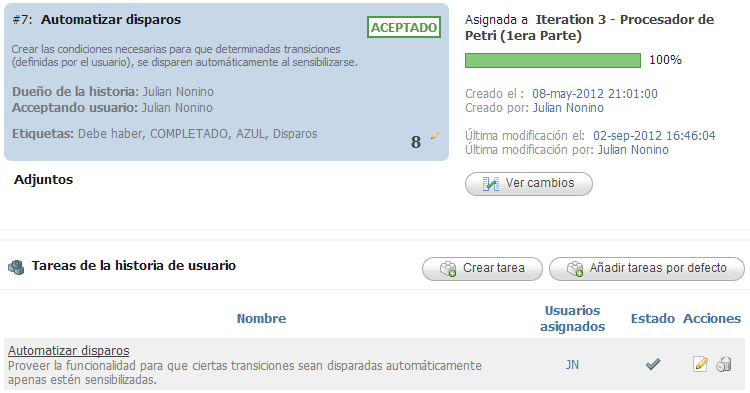 #7: Automatizar disparos
ACEPTADO
Crear las condiciones necesarias para que determinadas transiciones
(definidas por el usuario), se disparen automáticamente al sensibilizarse.
Dueño de la historia: Julian Nonino
Acceptando usuario: Julian Nonino
Etiquetas: Debe haber, COMPLETADO, AZUL, Disparos
8
Adjuntos
Asignada a Iteration 3 - Procesador de
Petri (1era Parte)
100%
Creado el : 08-may-2012 21:01:00
Creado por: Julian Nonino
Última modificación el: 02-sep-2012 16:46:04
Última modificación por: Julian Nonino
Ver cambios
Tareas de la historia de usuario
Crear tarea
Añadir tareas por defecto
Nombre
Usuarios
asignados
Estado
Acciones
Automatizar disparos
Proveer la funcionalidad para que ciertas transiciones sean disparadas automáticamente
apenas estén sensibilizadas.
JN